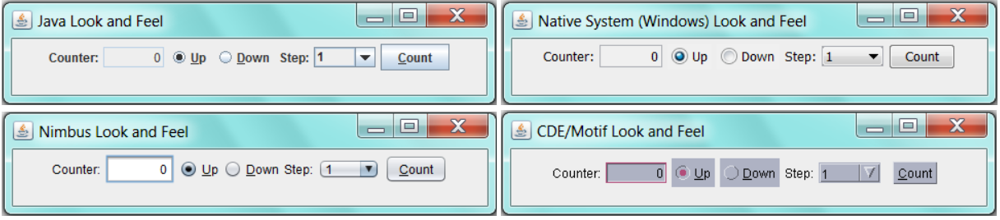 Java Look and Feel
Counter: 0 Up Down Step: 1 Count
Native System (Windows) Look and Feel
Counter: 0 Up Down Step: 1 Count
Nimbus Look and Feel
Counter: 0 Up Down Step: 1 Count
CDE/Motif Look and Feel
Counter: 0 Up Down Step: 1 Count